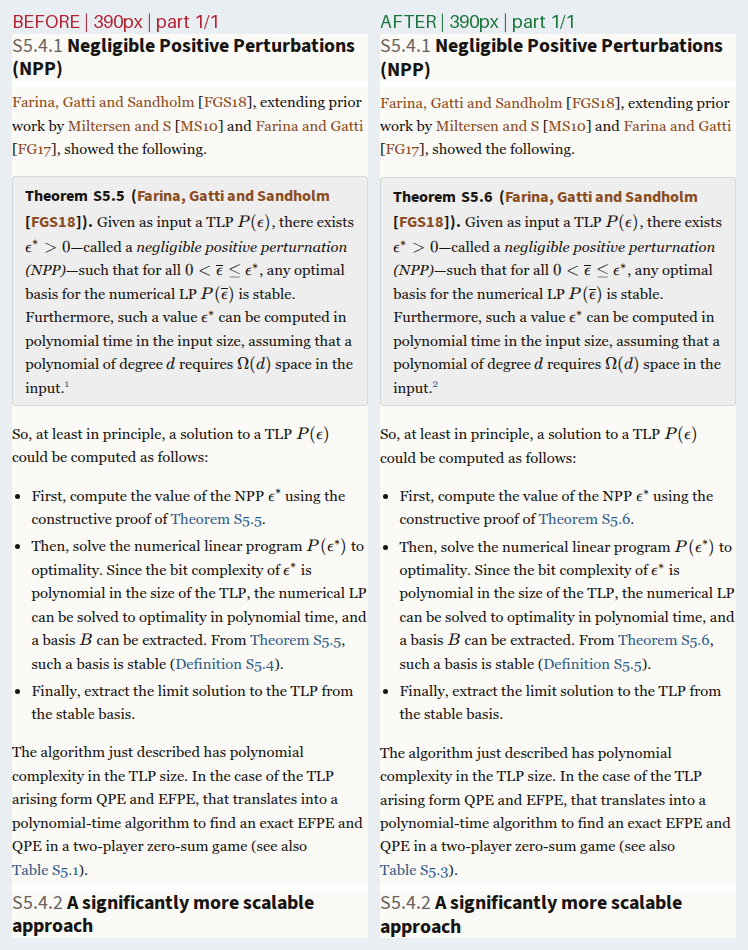 BEFORE | 390px | part 1/1
S5.4.1 Negligible Positive Perturbations
(NPP)
Farina, Gatti and Sandholm [FGS18], extending prior
work by Miltersen and S [MS10] and Farina and Gatti
[FG17], showed the following.
Theorem S5.5 (Farina, Gatti and Sandholm
[FGS18]). Given as input a TLP P(ϵ), there exists
ϵ* > 0—called a negligible positive perturnation
(NPP)—such that for all 0 < ϵ̅ ≤ ϵ*, any optimal
basis for the numerical LP P(ϵ̅) is stable.
Furthermore, such a value ϵ* can be computed in
polynomial time in the input size, assuming that a
polynomial of degree d requires Ω(d) space in the
input.¹
So, at least in principle, a solution to a TLP P(ϵ)
could be computed as follows:
• First, compute the value of the NPP ϵ* using the
constructive proof of Theorem S5.5.
• Then, solve the numerical linear program P(ϵ*) to
optimality. Since the bit complexity of ϵ* is
polynomial in the size of the TLP, the numerical LP
can be solved to optimality in polynomial time, and
a basis B can be extracted. From Theorem S5.5,
such a basis is stable (Definition S5.4).
• Finally, extract the limit solution to the TLP from
the stable basis.
The algorithm just described has polynomial
complexity in the TLP size. In the case of the TLP
arising form QPE and EFPE, that translates into a
polynomial-time algorithm to find an exact EFPE and
QPE in a two-player zero-sum game (see also
Table S5.1).
S5.4.2 A significantly more scalable
approach
AFTER | 390px | part 1/1
S5.4.1 Negligible Positive Perturbations
(NPP)
Farina, Gatti and Sandholm [FGS18], extending prior
work by Miltersen and S [MS10] and Farina and Gatti
[FG17], showed the following.
Theorem S5.6 (Farina, Gatti and Sandholm
[FGS18]). Given as input a TLP P(ϵ), there exists
ϵ* > 0—called a negligible positive perturnation
(NPP)—such that for all 0 < ϵ̅ ≤ ϵ*, any optimal
basis for the numerical LP P(ϵ̅) is stable.
Furthermore, such a value ϵ* can be computed in
polynomial time in the input size, assuming that a
polynomial of degree d requires Ω(d) space in the
input.²
So, at least in principle, a solution to a TLP P(ϵ)
could be computed as follows:
• First, compute the value of the NPP ϵ* using the
constructive proof of Theorem S5.6.
• Then, solve the numerical linear program P(ϵ*) to
optimality. Since the bit complexity of ϵ* is
polynomial in the size of the TLP, the numerical LP
can be solved to optimality in polynomial time, and
a basis B can be extracted. From Theorem S5.6,
such a basis is stable (Definition S5.5).
• Finally, extract the limit solution to the TLP from
the stable basis.
The algorithm just described has polynomial
complexity in the TLP size. In the case of the TLP
arising form QPE and EFPE, that translates into a
polynomial-time algorithm to find an exact EFPE and
QPE in a two-player zero-sum game (see also
Table S5.3).
S5.4.2 A significantly more scalable
approach